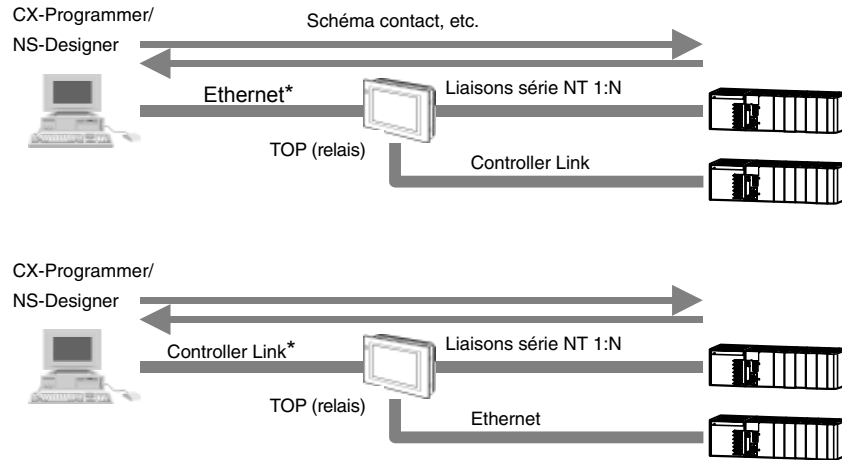 CX-Programmer/
NS-Designer
Schéma contact, etc.
Ethernet*
Liaisons série NT 1:N
TOP (relais)
Controller Link
CX-Programmer/
NS-Designer
Controller Link*
Liaisons série NT 1:N
TOP (relais)
Ethernet